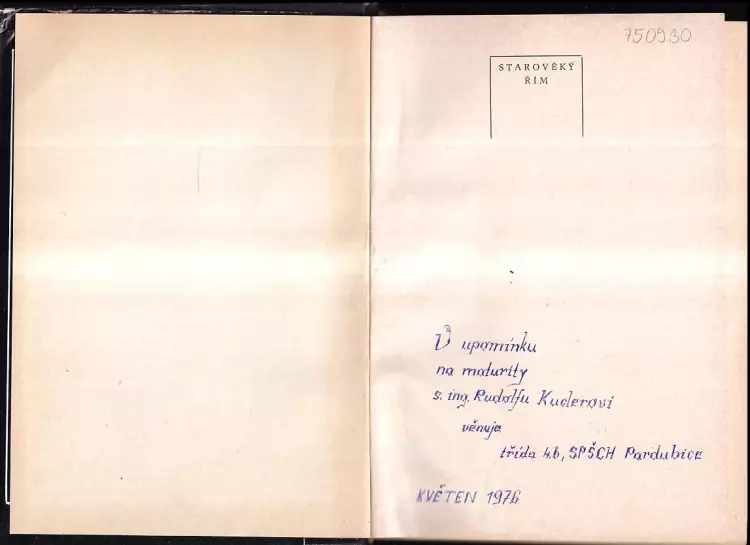 750930
STAROVĚKÝ
ŘÍM
V upomínku
na maturity
s. ing. Rudolfu Kuderovi
věnuje
třída 4.b, SPŠCH Pardubice
KVĚTEN 1976